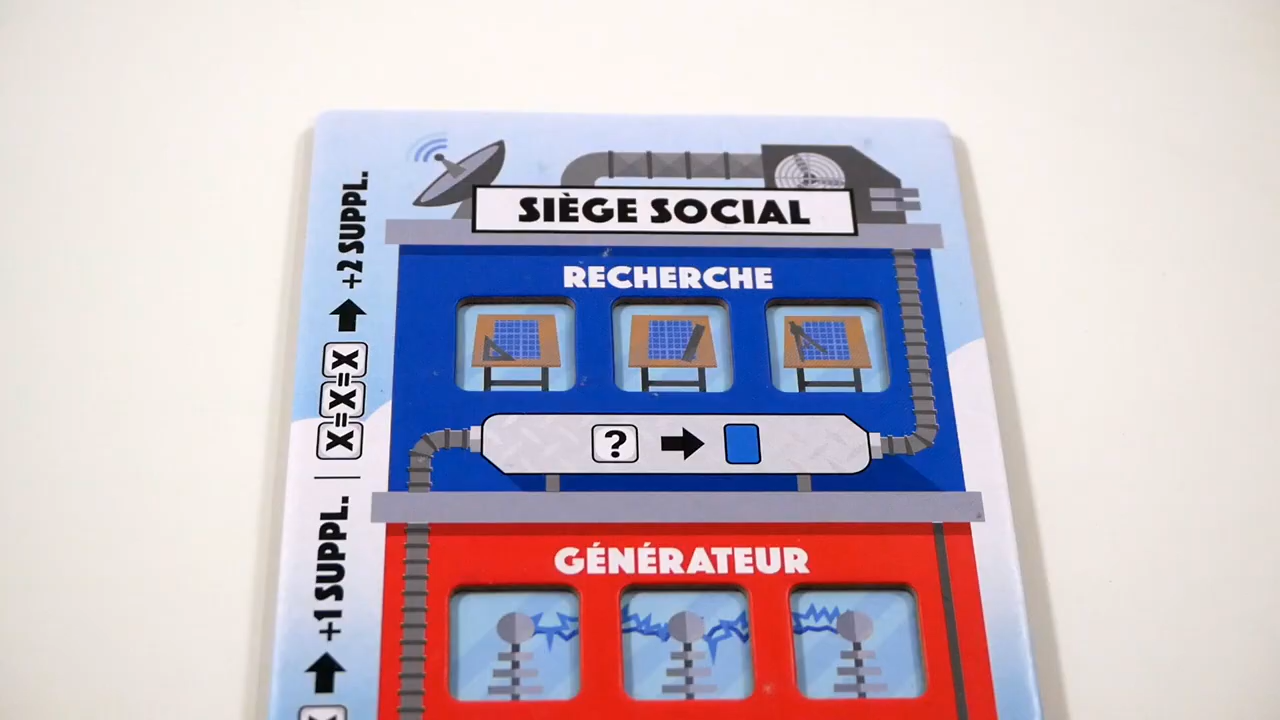 SIÈGE SOCIAL
RECHERCHE
?
GÉNÉRATEUR
X=X=X +2 SUPPL.
+1 SUPPL.